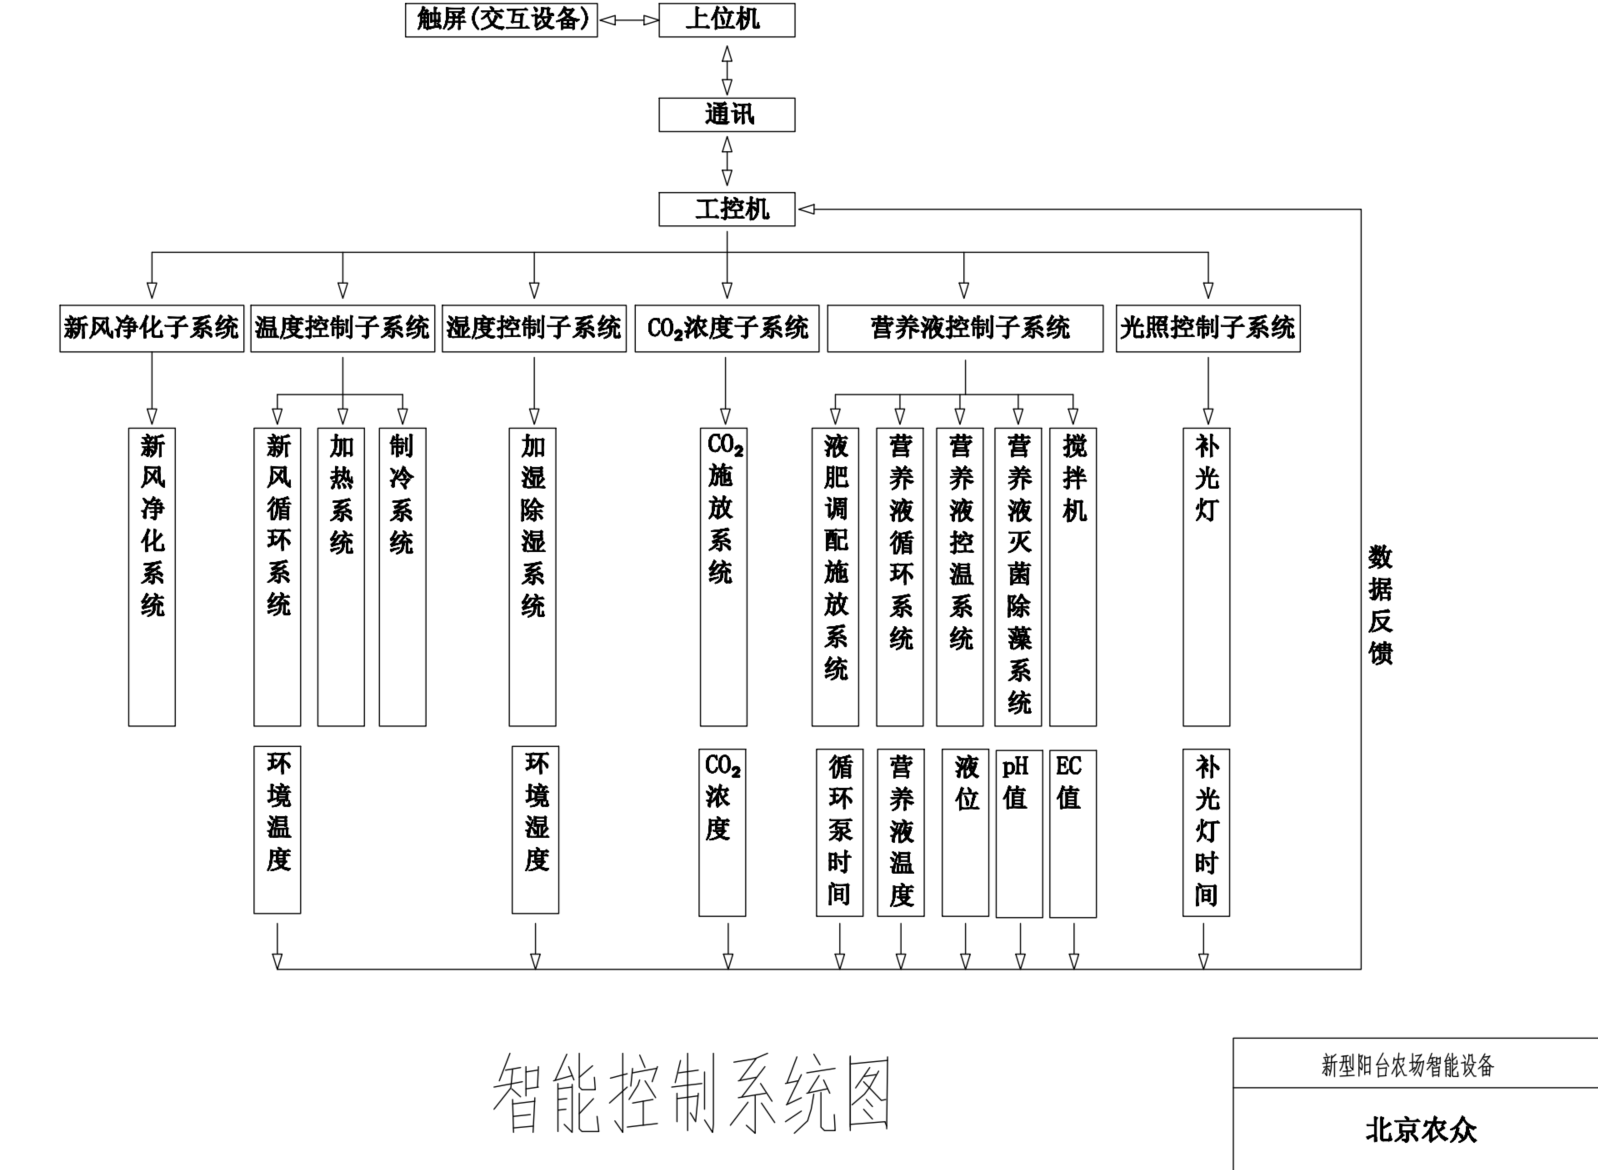 触屏(交互设备)
上位机
通讯
工控机
新风净化子系统
温度控制子系统
湿度控制子系统
CO₂浓度子系统
营养液控制子系统
光照控制子系统
新风净化系统
新风循环系统
加热系统
制冷系统
加湿除湿系统
CO₂施放系统
液肥调配施放系统
营养液循环系统
营养液控温系统
营养液灭菌除藻系统
搅拌机
补光灯
数据反馈
环境温度
环境湿度
CO₂浓度
循环泵时间
营养液温度
液位
pH值
EC值
补光灯时间
智能控制系统图
新型阳台农场智能设备
北京农众